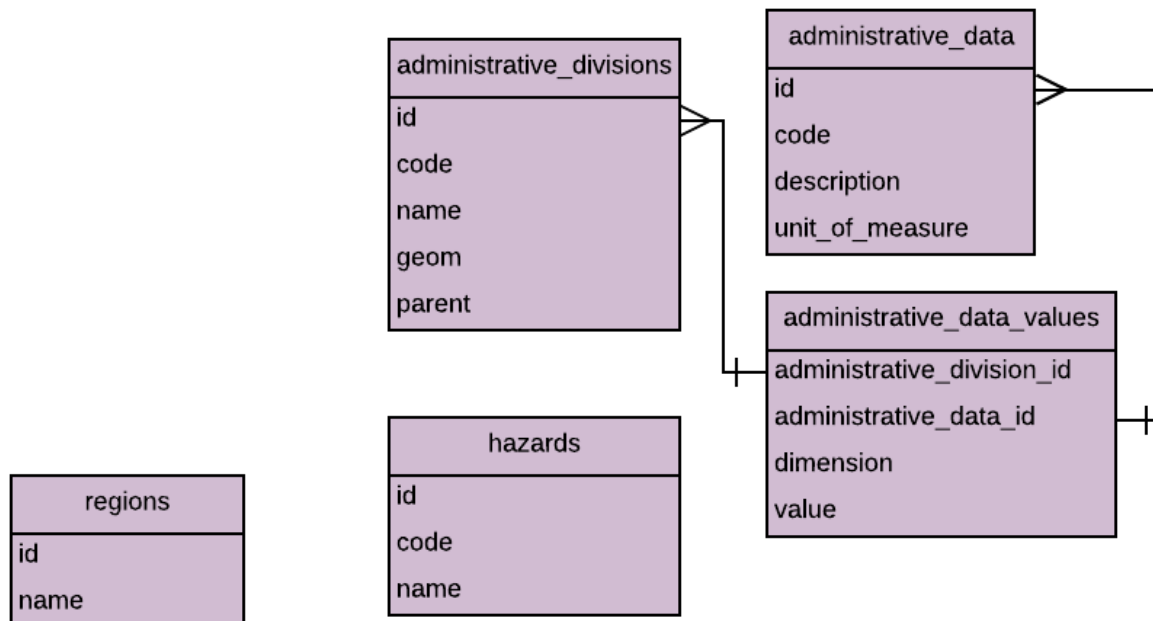 administrative_divisions
id
code
name
geom
parent
administrative_data
id
code
description
unit_of_measure
administrative_data_values
administrative_division_id
administrative_data_id
dimension
value
hazards
id
code
name
regions
id
name